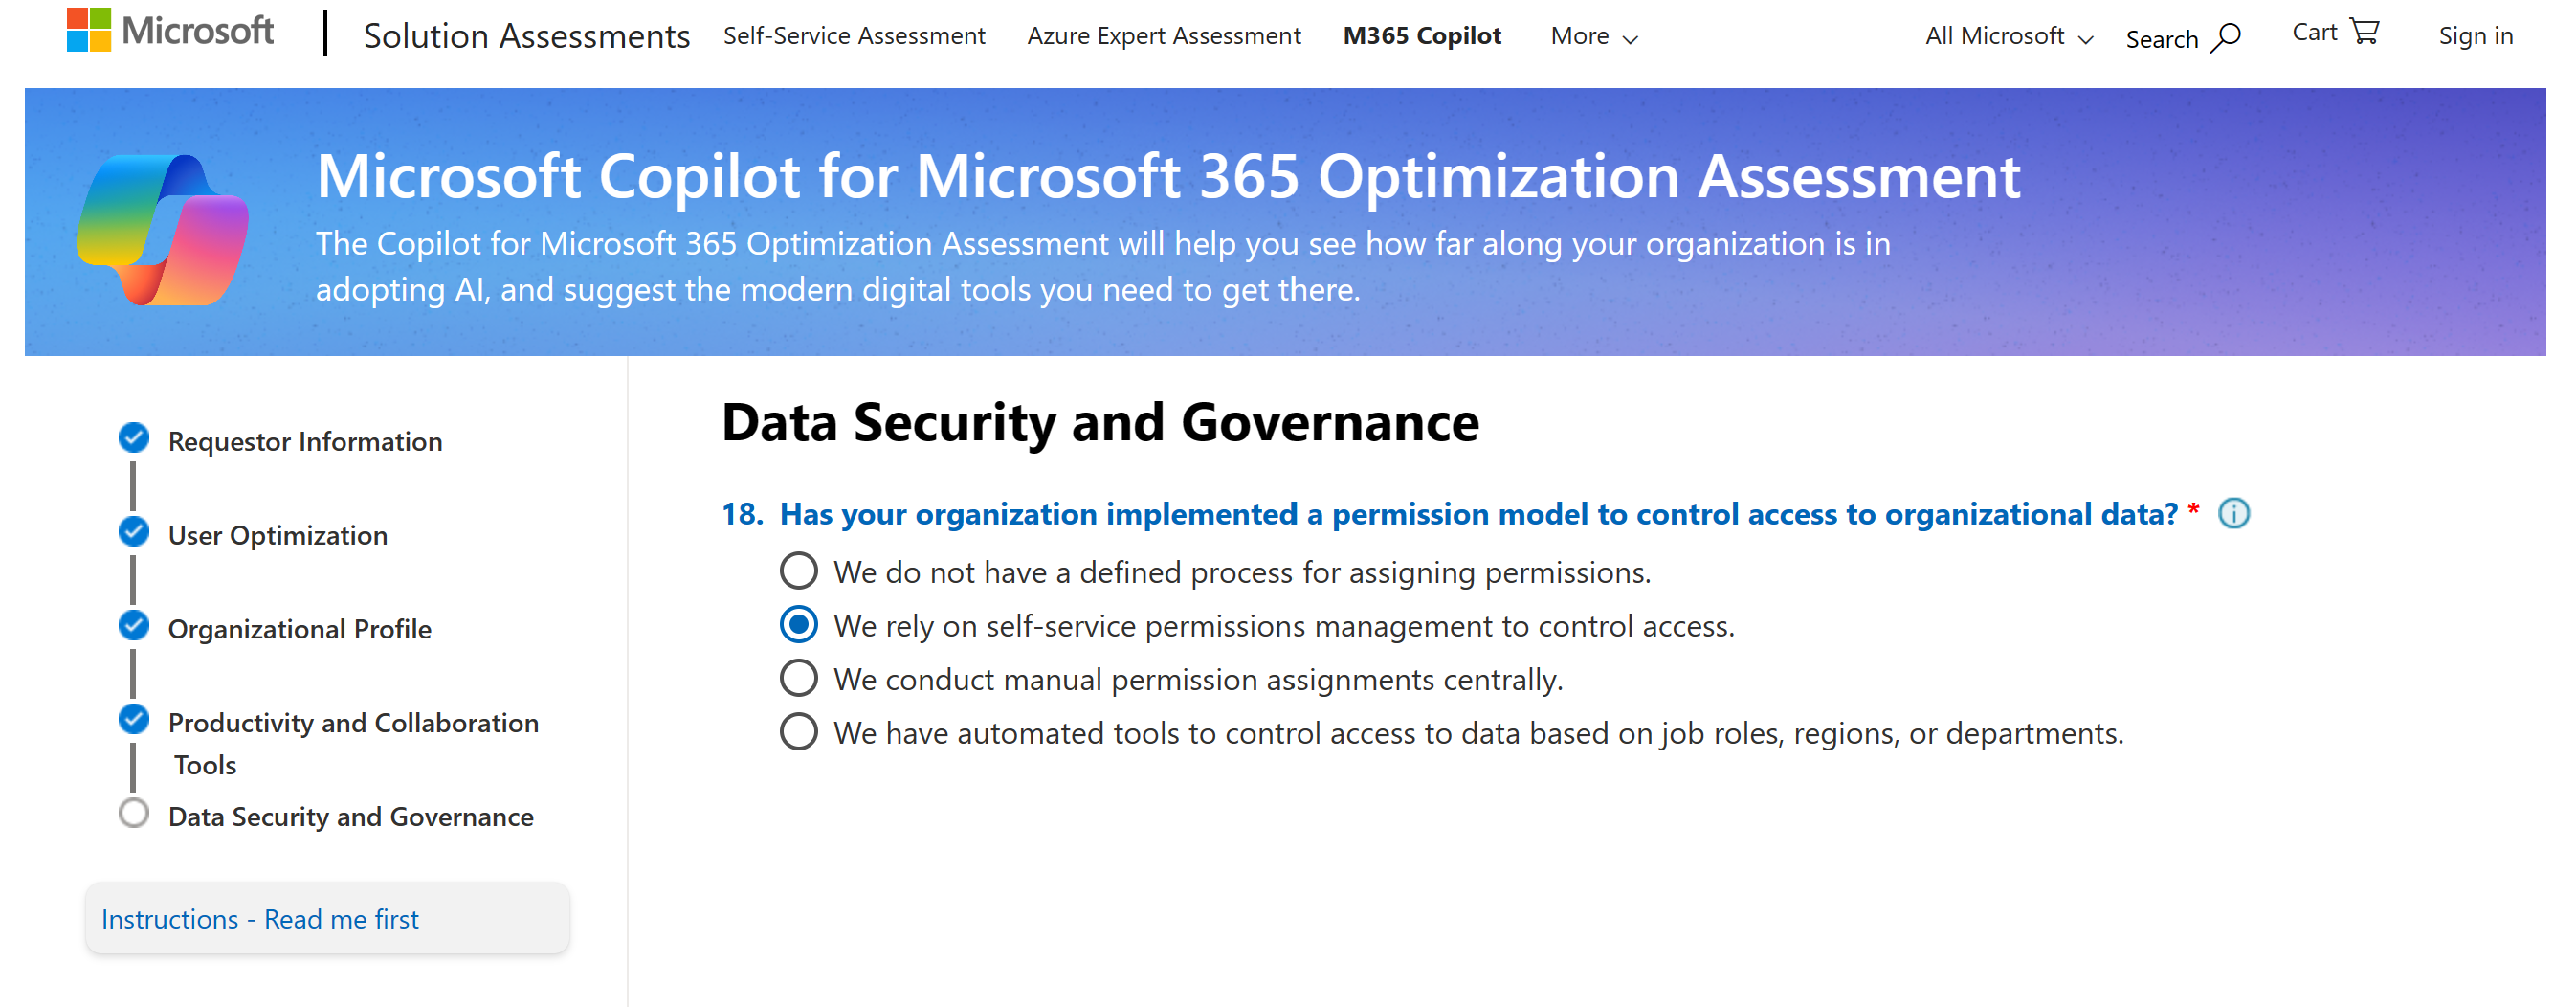 Microsoft
Solution Assessments
Self-Service Assessment
Azure Expert Assessment
M365 Copilot
More
All Microsoft
Search
Cart
Sign in
Microsoft Copilot for Microsoft 365 Optimization Assessment
The Copilot for Microsoft 365 Optimization Assessment will help you see how far along your organization is in
adopting AI, and suggest the modern digital tools you need to get there.
Requestor Information
User Optimization
Organizational Profile
Productivity and Collaboration
Tools
Data Security and Governance
Instructions - Read me first
Data Security and Governance
18. Has your organization implemented a permission model to control access to organizational data? *
We do not have a defined process for assigning permissions.
We rely on self-service permissions management to control access.
We conduct manual permission assignments centrally.
We have automated tools to control access to data based on job roles, regions, or departments.